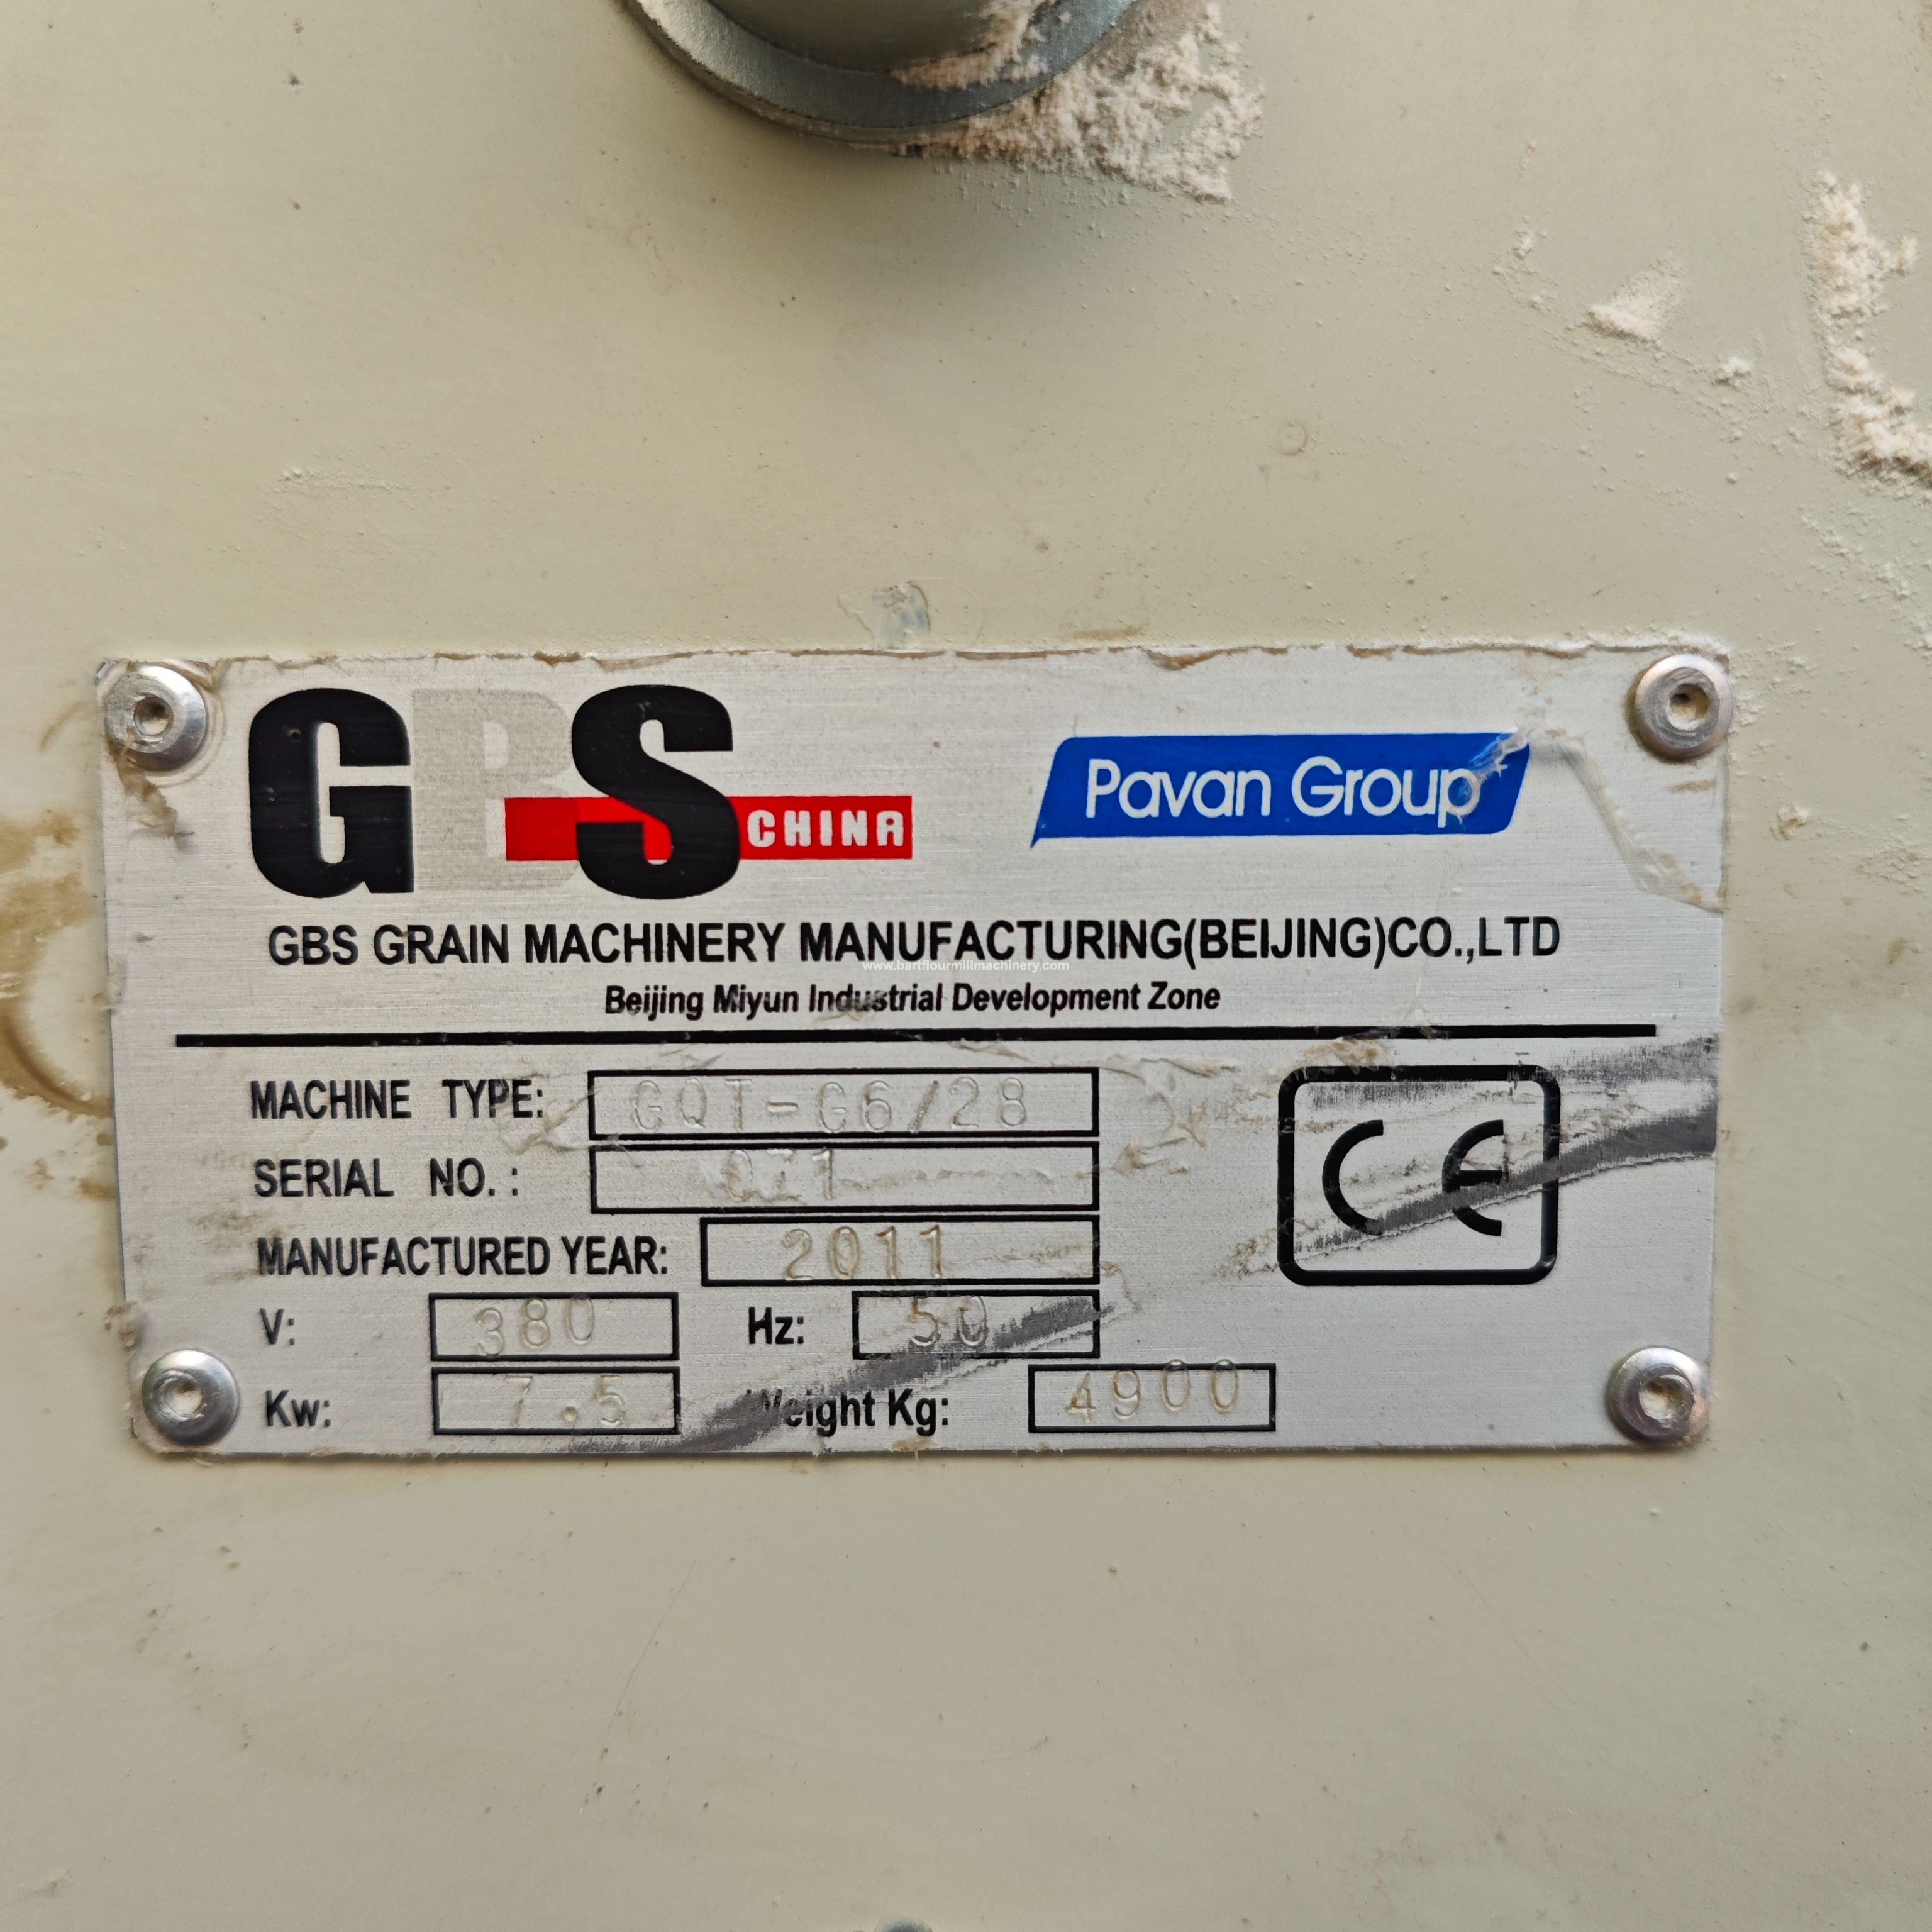 GBS CHINA
Pavan Group
GBS GRAIN MACHINERY MANUFACTURING(BEIJING)CO.,LTD
www.bartflourmillmachinery.com
Beijing Miyun Industrial Development Zone
MACHINE TYPE: GQT-G6/28
SERIAL NO.:
MANUFACTURED YEAR: 2011
V: 380 Hz: 50
Kw: 7.5 Weight Kg: 4900
CE